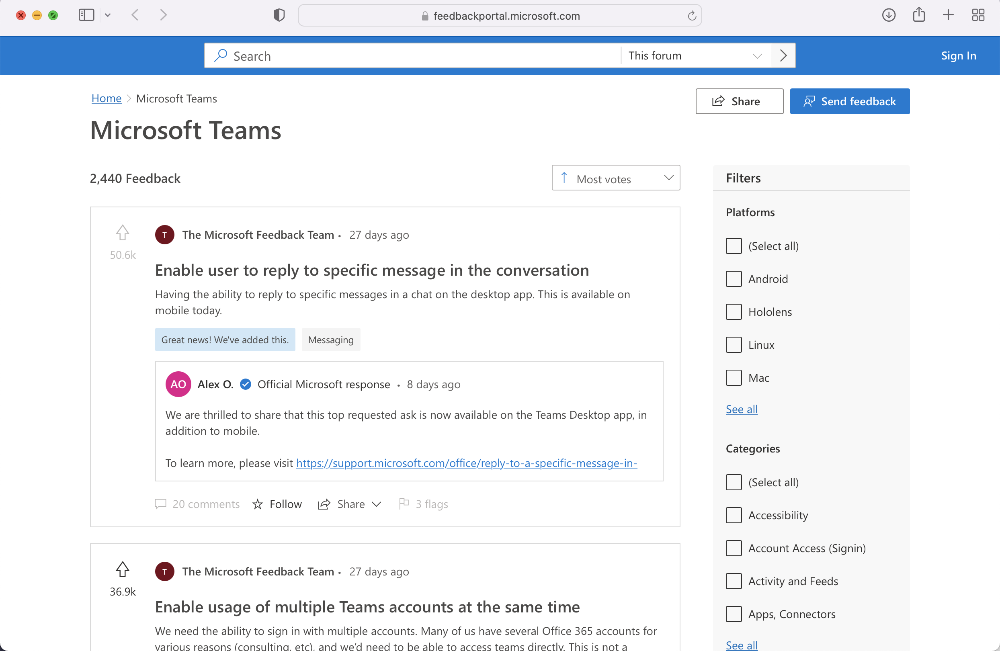 feedbackportal.microsoft.com
Search
This forum
Sign In
Home > Microsoft Teams
Share
Send feedback
Microsoft Teams
2,440 Feedback
Most votes
50.6k
T
The Microsoft Feedback Team • 27 days ago
Enable user to reply to specific message in the conversation
Having the ability to reply to specific messages in a chat on the desktop app. This is available on
mobile today.
Great news! We've added this.
Messaging
AO
Alex O. Official Microsoft response • 8 days ago
We are thrilled to share that this top requested ask is now available on the Teams Desktop app, in
addition to mobile.
To learn more, please visit https://support.microsoft.com/office/reply-to-a-specific-message-in-
20 comments
Follow
Share
3 flags
36.9k
T
The Microsoft Feedback Team • 27 days ago
Enable usage of multiple Teams accounts at the same time
We need the ability to sign in with multiple accounts. Many of us have several Office 365 accounts for
various reasons (consulting, etc), and we’d need to be able to access teams directly. This is not a
Filters
Platforms
(Select all)
Android
Hololens
Linux
Mac
See all
Categories
(Select all)
Accessibility
Account Access (Signin)
Activity and Feeds
Apps, Connectors
See all